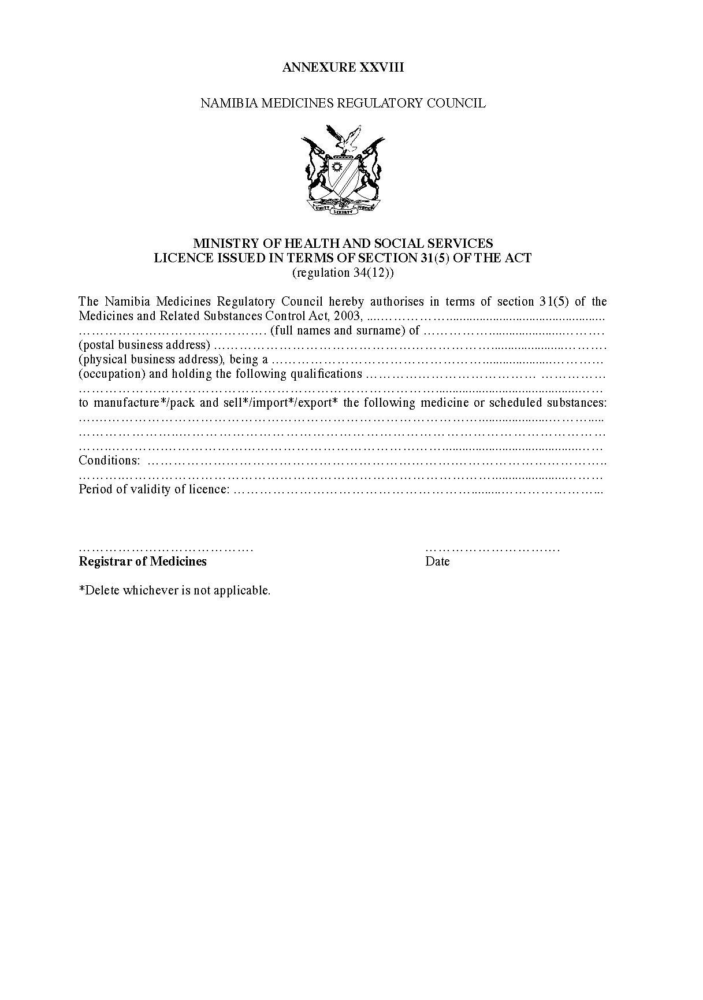 ANNEXURE XXVIII
NAMIBIA MEDICINES REGULATORY COUNCIL
UNITY LIBERTY JUSTICE
MINISTRY OF HEALTH AND SOCIAL SERVICES
LICENCE ISSUED IN TERMS OF SECTION 31(5) OF THE ACT
(regulation 34(12))
The Namibia Medicines Regulatory Council hereby authorises in terms of section 31(5) of the
Medicines and Related Substances Control Act, 2003, ....……………..........................................
……………………………………. (full names and surname) of ……………......................……….
(postal business address) ………………………………………………………......................……….
(physical business address), being a …………………………………………....................…………
(occupation) and holding the following qualifications ………………………………… ……………
………………………………………………………………………........................................……
to manufacture*/pack and sell*/import*/export* the following medicine or scheduled substances:
………………………………………………………………………………....................……….....
…………………………………………………………………………………………………………
………………………………………………………………………........................................……
Conditions: …………………………………………………………………………………………..
…………………………………………………………………………………......................………
Period of validity of licence: ………………………………………………..........…………………...
………………………………….
Registrar of Medicines
………………………….
Date
*Delete whichever is not applicable.